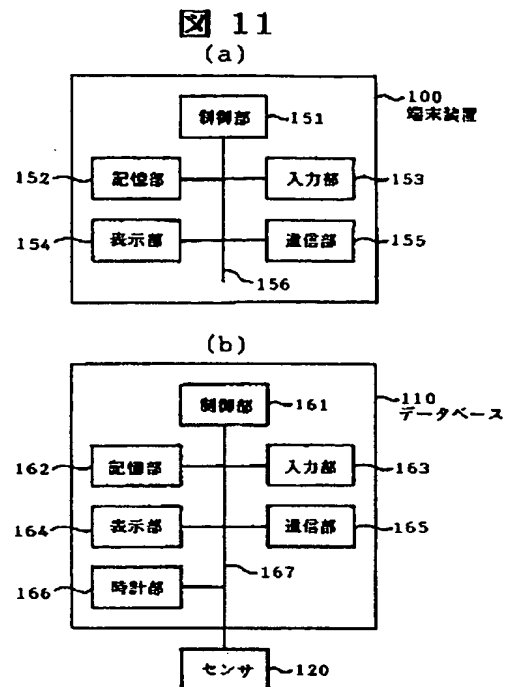 図 11
(a)
100
端末装置
制御部 151
152 記憶部 入力部 153
154 表示部 通信部 155
156
(b)
110
データベース
制御部 161
162 記憶部 入力部 163
164 表示部 通信部 165
166 時計部 167
センサ 120